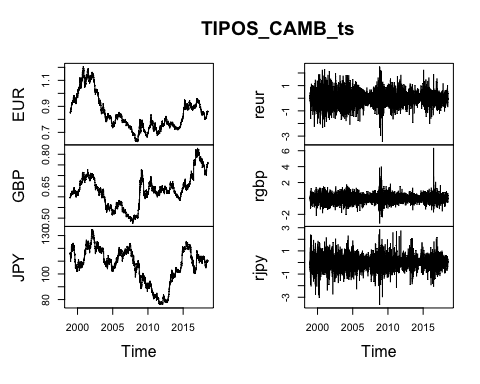 TIPOS_CAMB_ts
EUR
0.7 0.9 1.1
GBP
0.50 0.65 0.80
JPY
80 100 130
2000 2005 2010 2015
Time
reur
-3 -1 1
rgbp
-2 2 4 6
rjpy
-3 -1 1 3
2000 2005 2010 2015
Time